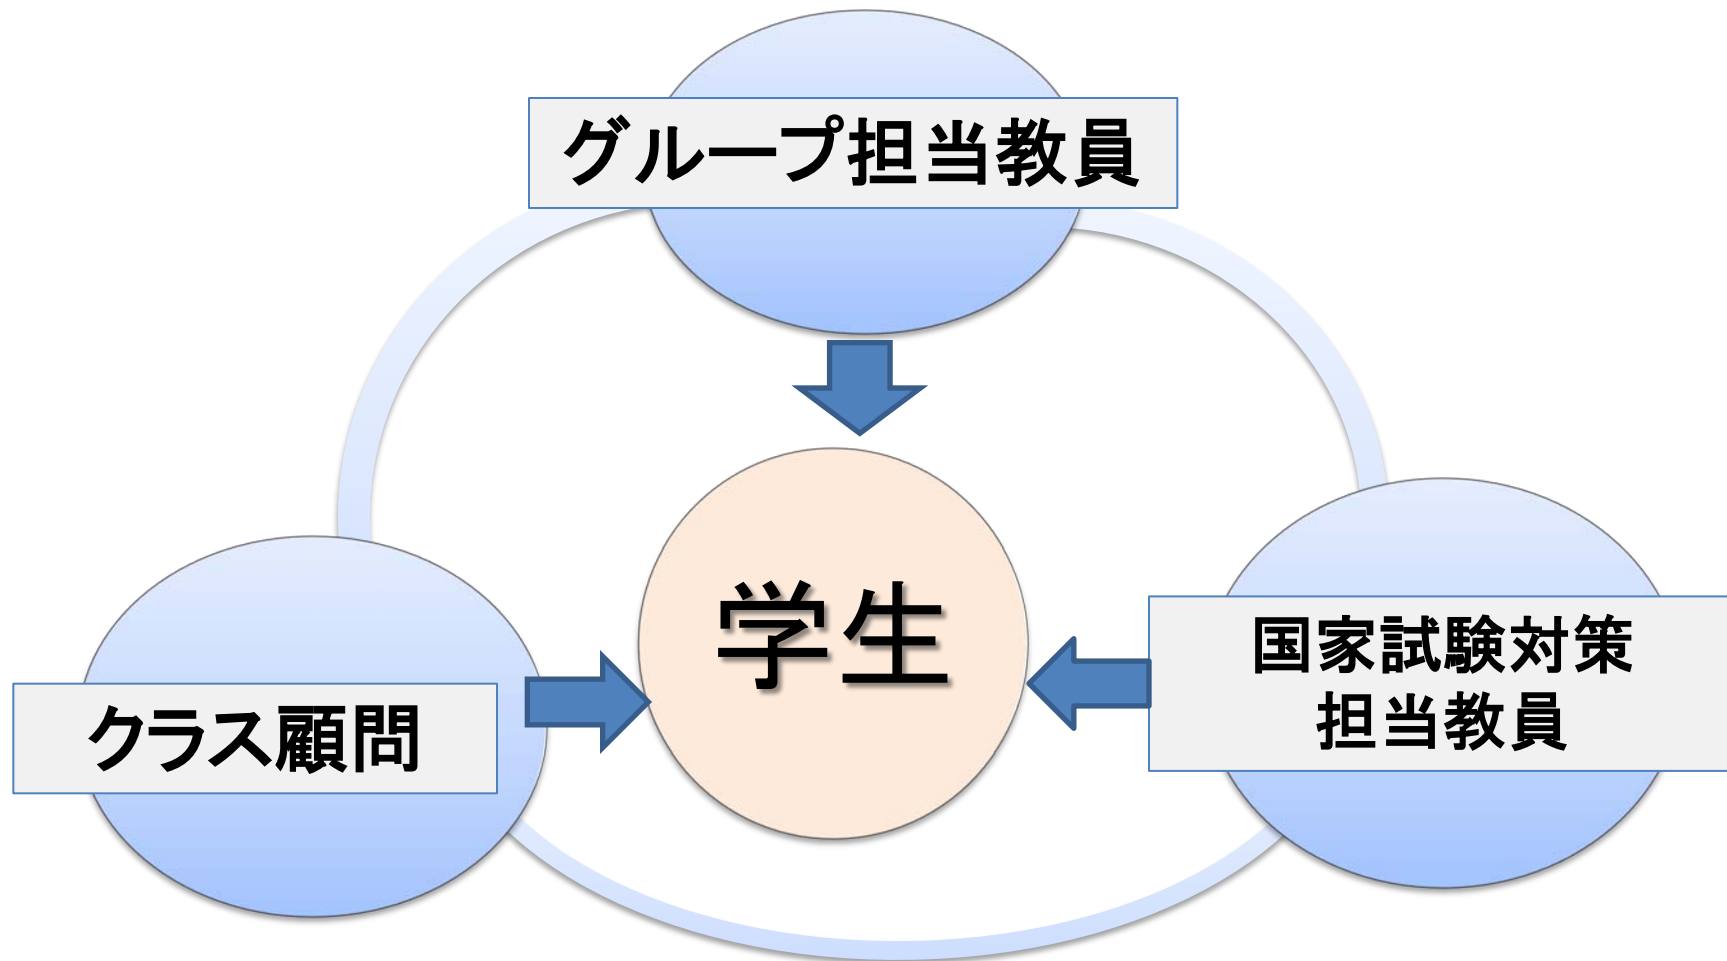 グループ担当教員
学生
国家試験対策
担当教員
クラス顧問